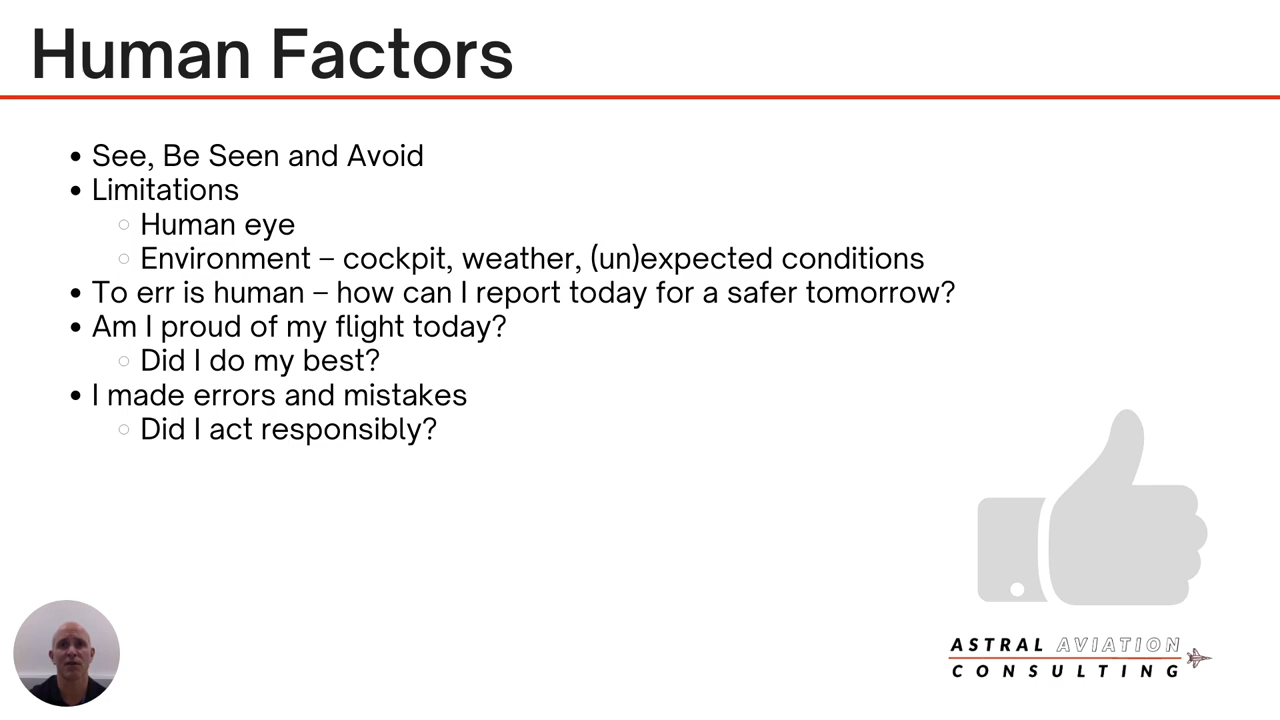 Human Factors
See, Be Seen and Avoid
Limitations
Human eye
Environment – cockpit, weather, (un)expected conditions
To err is human – how can I report today for a safer tomorrow?
Am I proud of my flight today?
Did I do my best?
I made errors and mistakes
Did I act responsibly?
ASTRAL AVIATION
CONSULTING